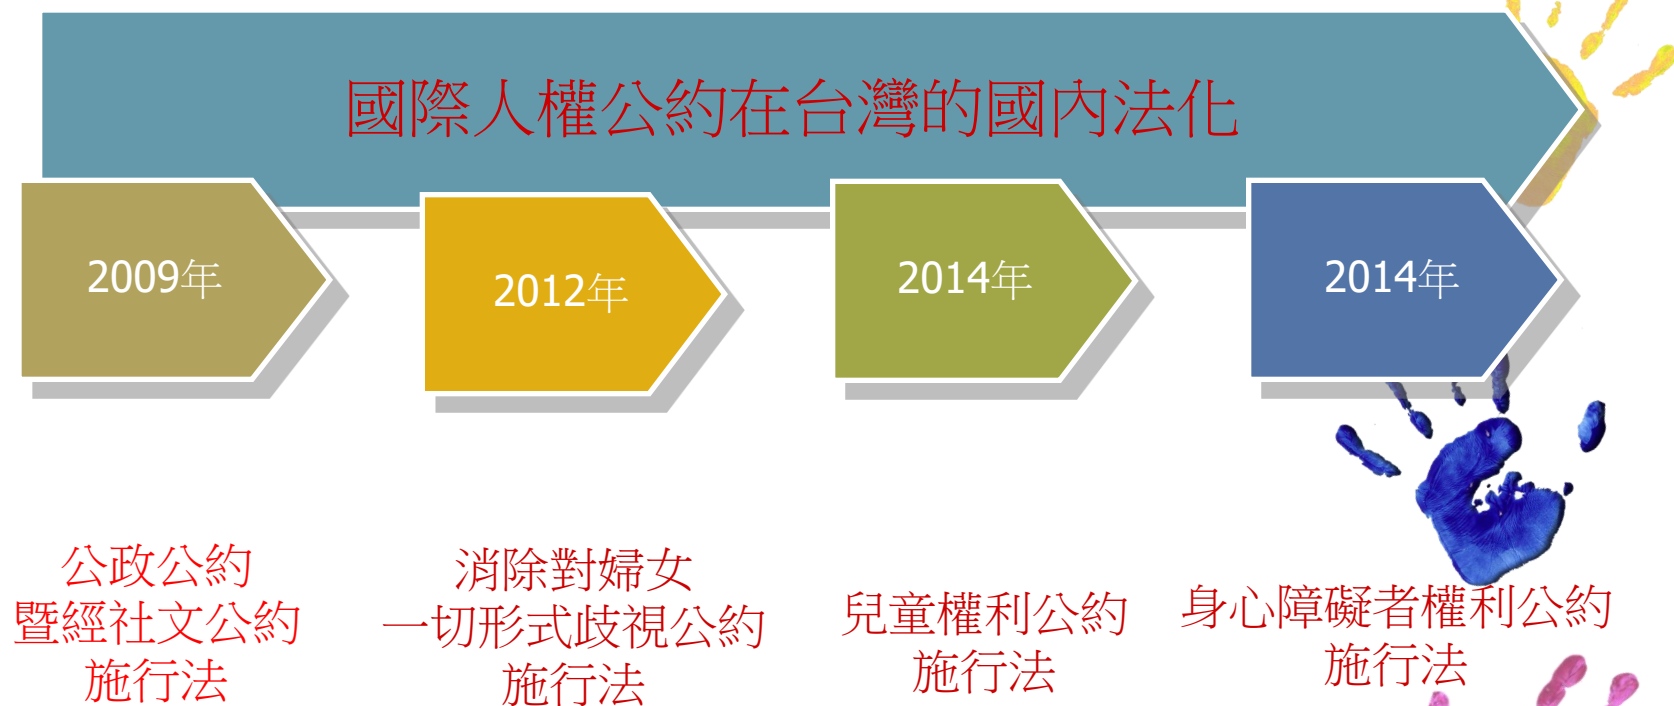 國際人權公約在台灣的國內法化
2009年
2012年
2014年
2014年
公政公約
暨經社文公約
施行法
消除對婦女
一切形式歧視公約
施行法
兒童權利公約
施行法
身心障礙者權利公約
施行法